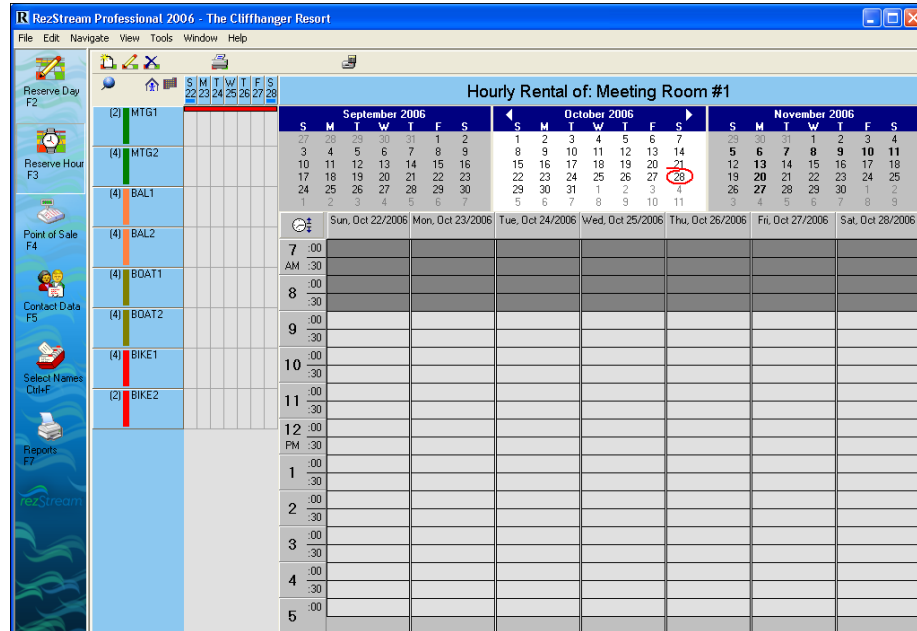 RezStream Professional 2006 - The Cliffhanger Resort
File Edit Navigate View Tools Window Help
Reserve Day
F2
Reserve Hour
F3
Point of Sale
F4
Contact Data
F5
Select Names
Ctrl+F
Reports
F7
rezStream
S M T W T F S
22 23 24 25 26 27 28
(2) MTG1
(4) MTG2
(4) BAL1
(4) BAL2
(4) BOAT1
(4) BOAT2
(4) BIKE1
(2) BIKE2
Hourly Rental of: Meeting Room #1
September 2006
S M T W T F S
27 28 29 30 31 1 2
3 4 5 6 7 8 9
10 11 12 13 14 15 16
17 18 19 20 21 22 23
24 25 26 27 28 29 30
1 2 3 4 5 6 7
October 2006
S M T W T F S
1 2 3 4 5 6 7
8 9 10 11 12 13 14
15 16 17 18 19 20 21
22 23 24 25 26 27 28
29 30 31 1 2 3 4
5 6 7 8 9 10 11
November 2006
S M T W T F S
29 30 31 1 2 3 4
5 6 7 8 9 10 11
12 13 14 15 16 17 18
19 20 21 22 23 24 25
26 27 28 29 30 1 2
3 4 5 6 7 8 9
Sun, Oct 22/2006 Mon, Oct 23/2006 Tue, Oct 24/2006 Wed, Oct 25/2006 Thu, Oct 26/2006 Fri, Oct 27/2006 Sat, Oct 28/2006
7 :00
AM :30
8 :00
:30
9 :00
:30
10 :00
:30
11 :00
:30
12 :00
PM :30
1 :00
:30
2 :00
:30
3 :00
:30
4 :00
:30
5 :00